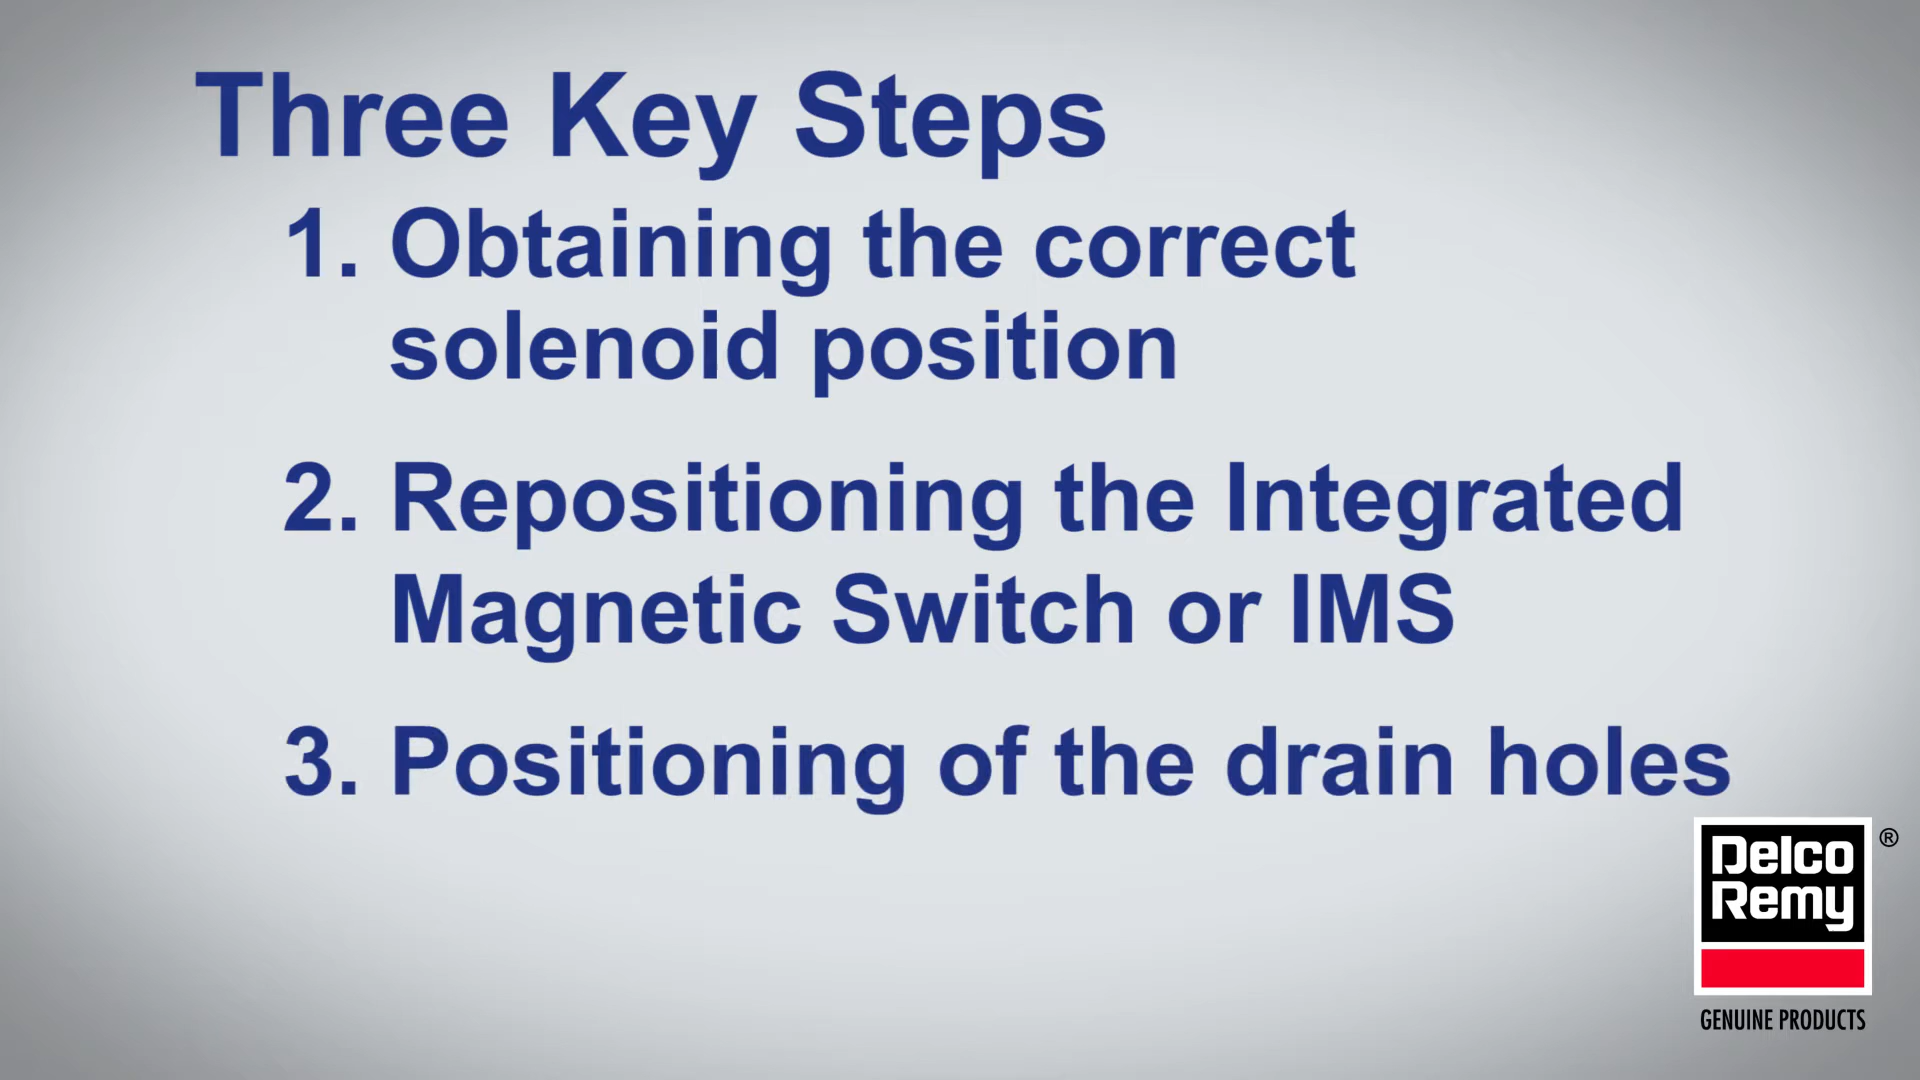 Three Key Steps
1. Obtaining the correct
solenoid position
2. Repositioning the Integrated
Magnetic Switch or IMS
3. Positioning of the drain holes
Delco
Remy
®
GENUINE PRODUCTS